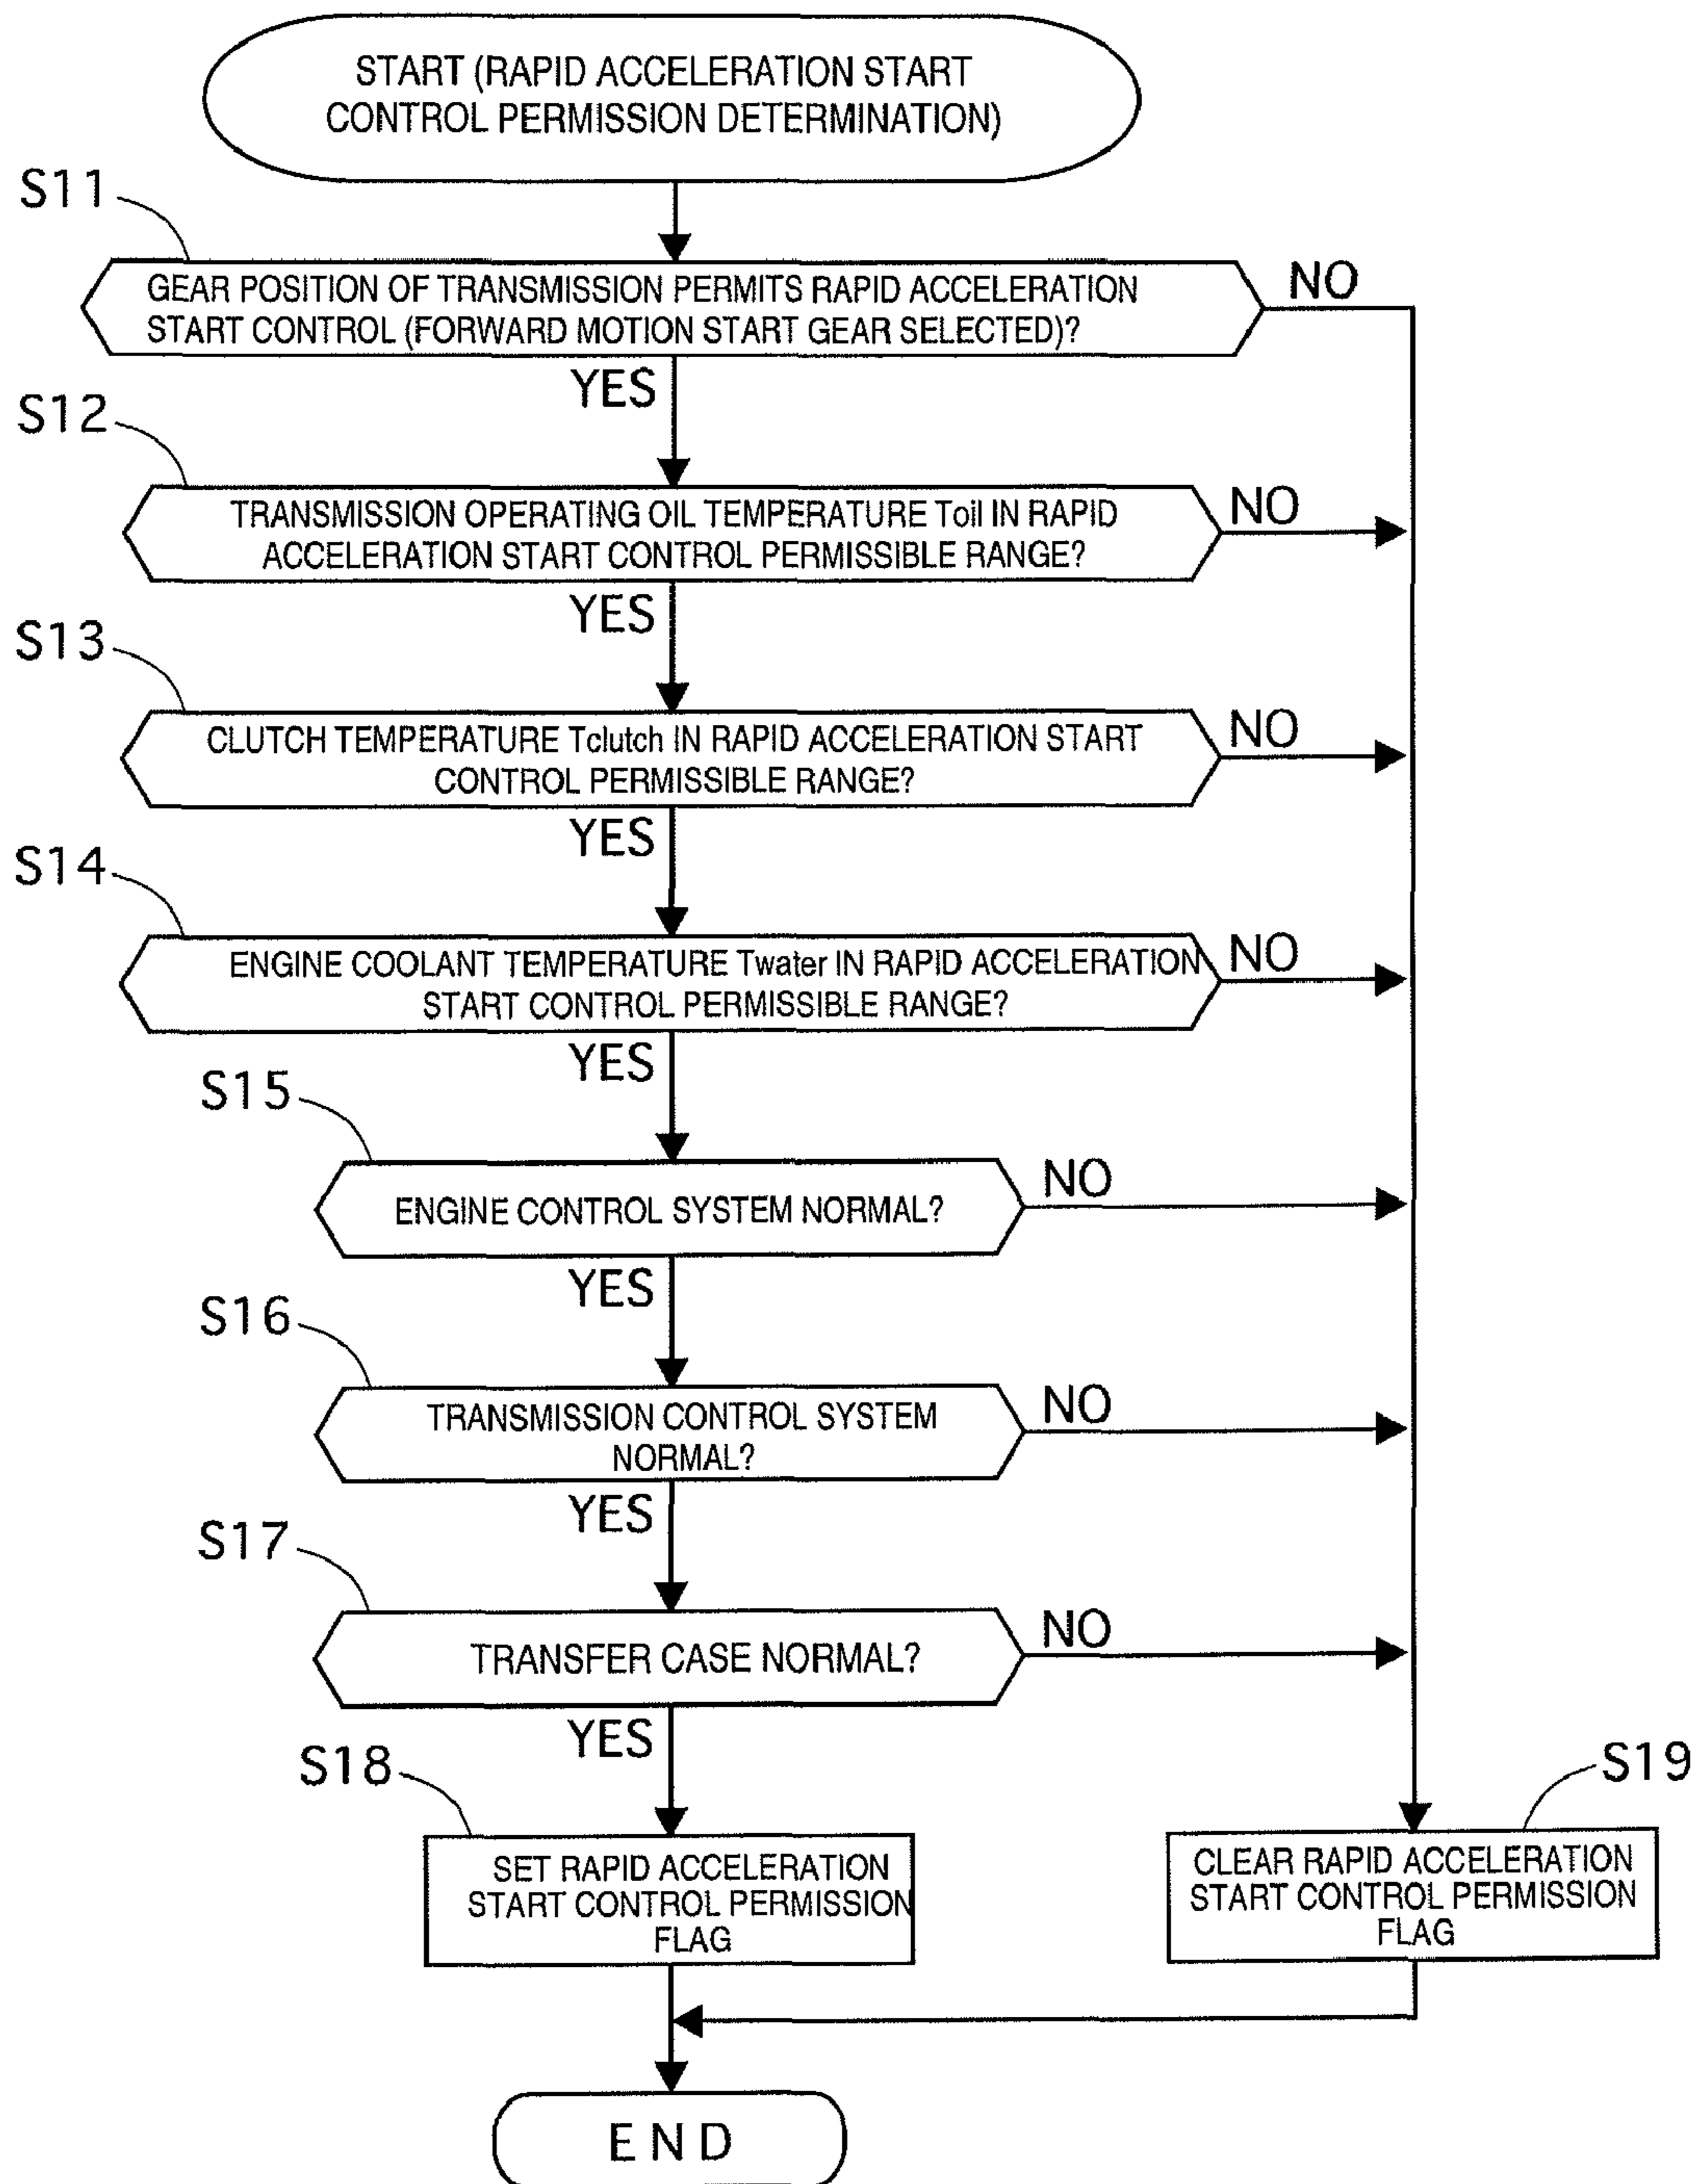 START (RAPID ACCELERATION START
CONTROL PERMISSION DETERMINATION)
S11
GEAR POSITION OF TRANSMISSION PERMITS RAPID ACCELERATION
START CONTROL (FORWARD MOTION START GEAR SELECTED)?
NO
YES
S12
TRANSMISSION OPERATING OIL TEMPERATURE Toil IN RAPID
ACCELERATION START CONTROL PERMISSIBLE RANGE?
NO
YES
S13
CLUTCH TEMPERATURE Tclutch IN RAPID ACCELERATION START
CONTROL PERMISSIBLE RANGE?
NO
YES
S14
ENGINE COOLANT TEMPERATURE Twater IN RAPID ACCELERATION
START CONTROL PERMISSIBLE RANGE?
NO
YES
S15
ENGINE CONTROL SYSTEM NORMAL?
NO
YES
S16
TRANSMISSION CONTROL SYSTEM
NORMAL?
NO
YES
S17
TRANSFER CASE NORMAL?
NO
YES
S18
SET RAPID ACCELERATION
START CONTROL PERMISSION
FLAG
S19
CLEAR RAPID ACCELERATION
START CONTROL PERMISSION
FLAG
END